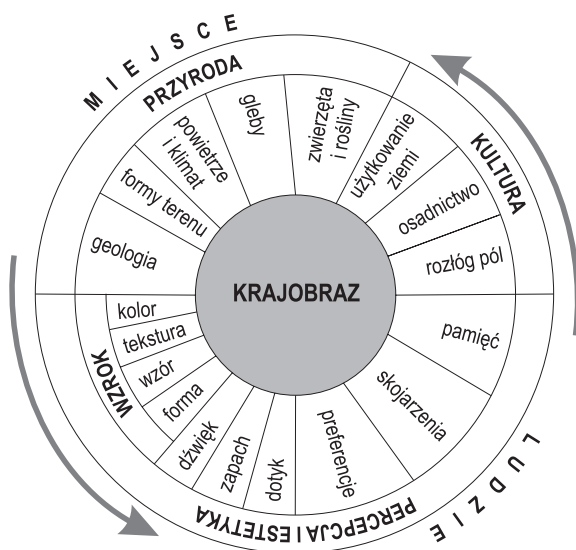 MIEJSCE
PRZYRODA
KULTURA
geologia
formy terenu
powietrze
i klimat
gleby
zwierzęta
i rośliny
użytkowanie
ziemi
osadnictwo
rozłóg pól
KRAJOBRAZ
pamięć
skojarzenia
preferencje
dotyk
zapach
dźwięk
forma
wzór
tekstura
kolor
WZROK
PERCEPCJA I ESTETYKA
LUDZIE